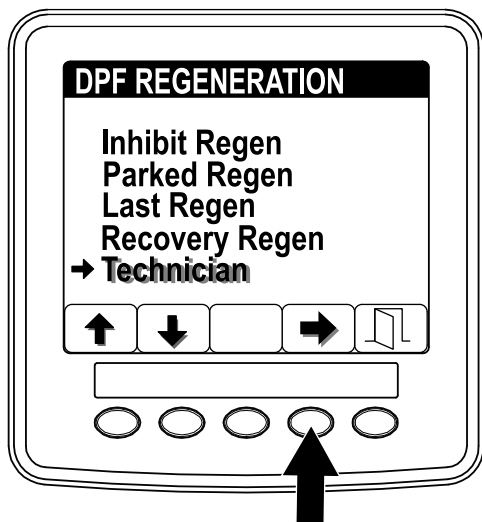 DPF REGENERATION
Inhibit Regen
Parked Regen
Last Regen
Recovery Regen
Technician